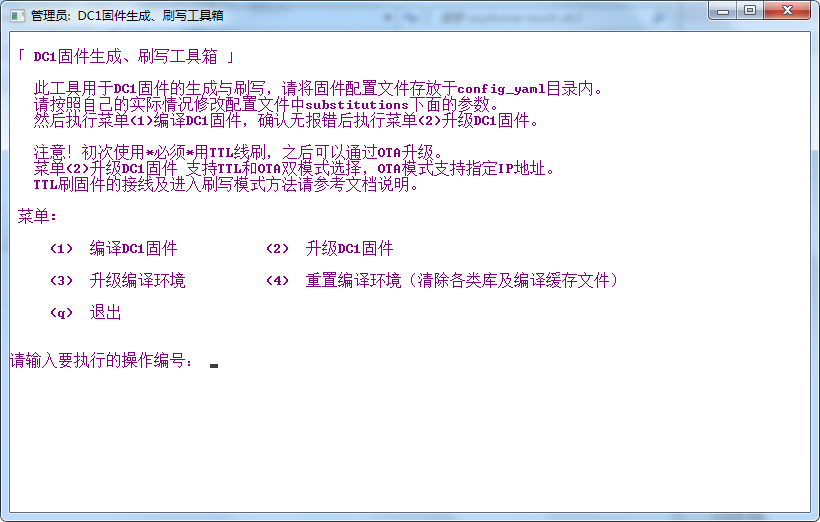 管理员: DC1固件生成、刷写工具箱
「 DC1固件生成、刷写工具箱 」
此工具用于DC1固件的生成与刷写，请将固件配置文件存放于config_yaml目录内。
请按照自己的实际情况修改配置文件中substitutions下面的参数。
然后执行菜单(1)编译DC1固件，确认无报错后执行菜单(2)升级DC1固件。
注意！初次使用*必须*用TTL线刷，之后可以通过OTA升级。
菜单(2)升级DC1固件 支持TTL和OTA双模式选择，OTA模式支持指定IP地址。
TTL刷固件的接线及进入刷写模式方法请参考文档说明。
菜单：
(1) 编译DC1固件 (2) 升级DC1固件
(3) 升级编译环境 (4) 重置编译环境（清除各类库及编译缓存文件）
(q) 退出
请输入要执行的操作编号：